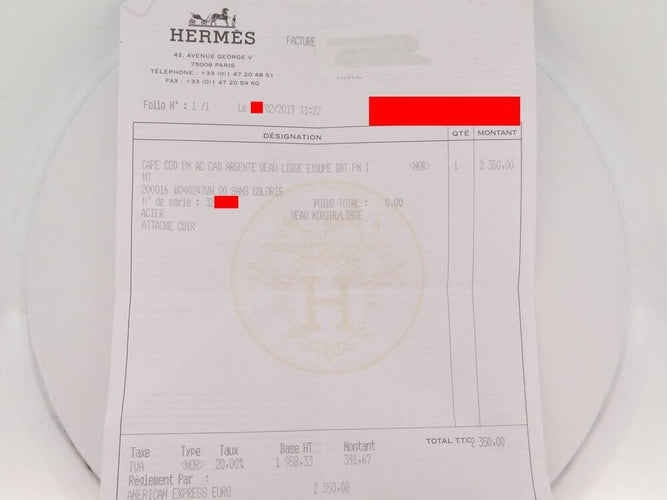 HERMÈS
42, AVENUE GEORGE V
75008 PARIS
TÉLÉPHONE : +33 (0)1 47 20 48 51
FAX : +33 (0)1 47 20 59 60
FACTURE
Folio N° : 1 /1 Le /02/2017 11:22
DÉSIGNATION QTÉ MONTANT
CAPE COD PM AC CAD ARGENTE VEAU LISSE ETOUPE DBT PM I <NOR> 1 2 350,00
NT
200016 W040247WW 00 SANS COLORIS
N° de série : 32 POIDS TOTAL : 0,00
ACIER VEAU MIROIR/LISSE
ATTACHE CUIR
H
Taxe Type Taux Base HT Montant TOTAL T.T.C 2 350,00
TVA <NOR> 20,00% 1 958,33 391,67
Règlement Par :
AMERICAN EXPRESS EURO 2 350,00